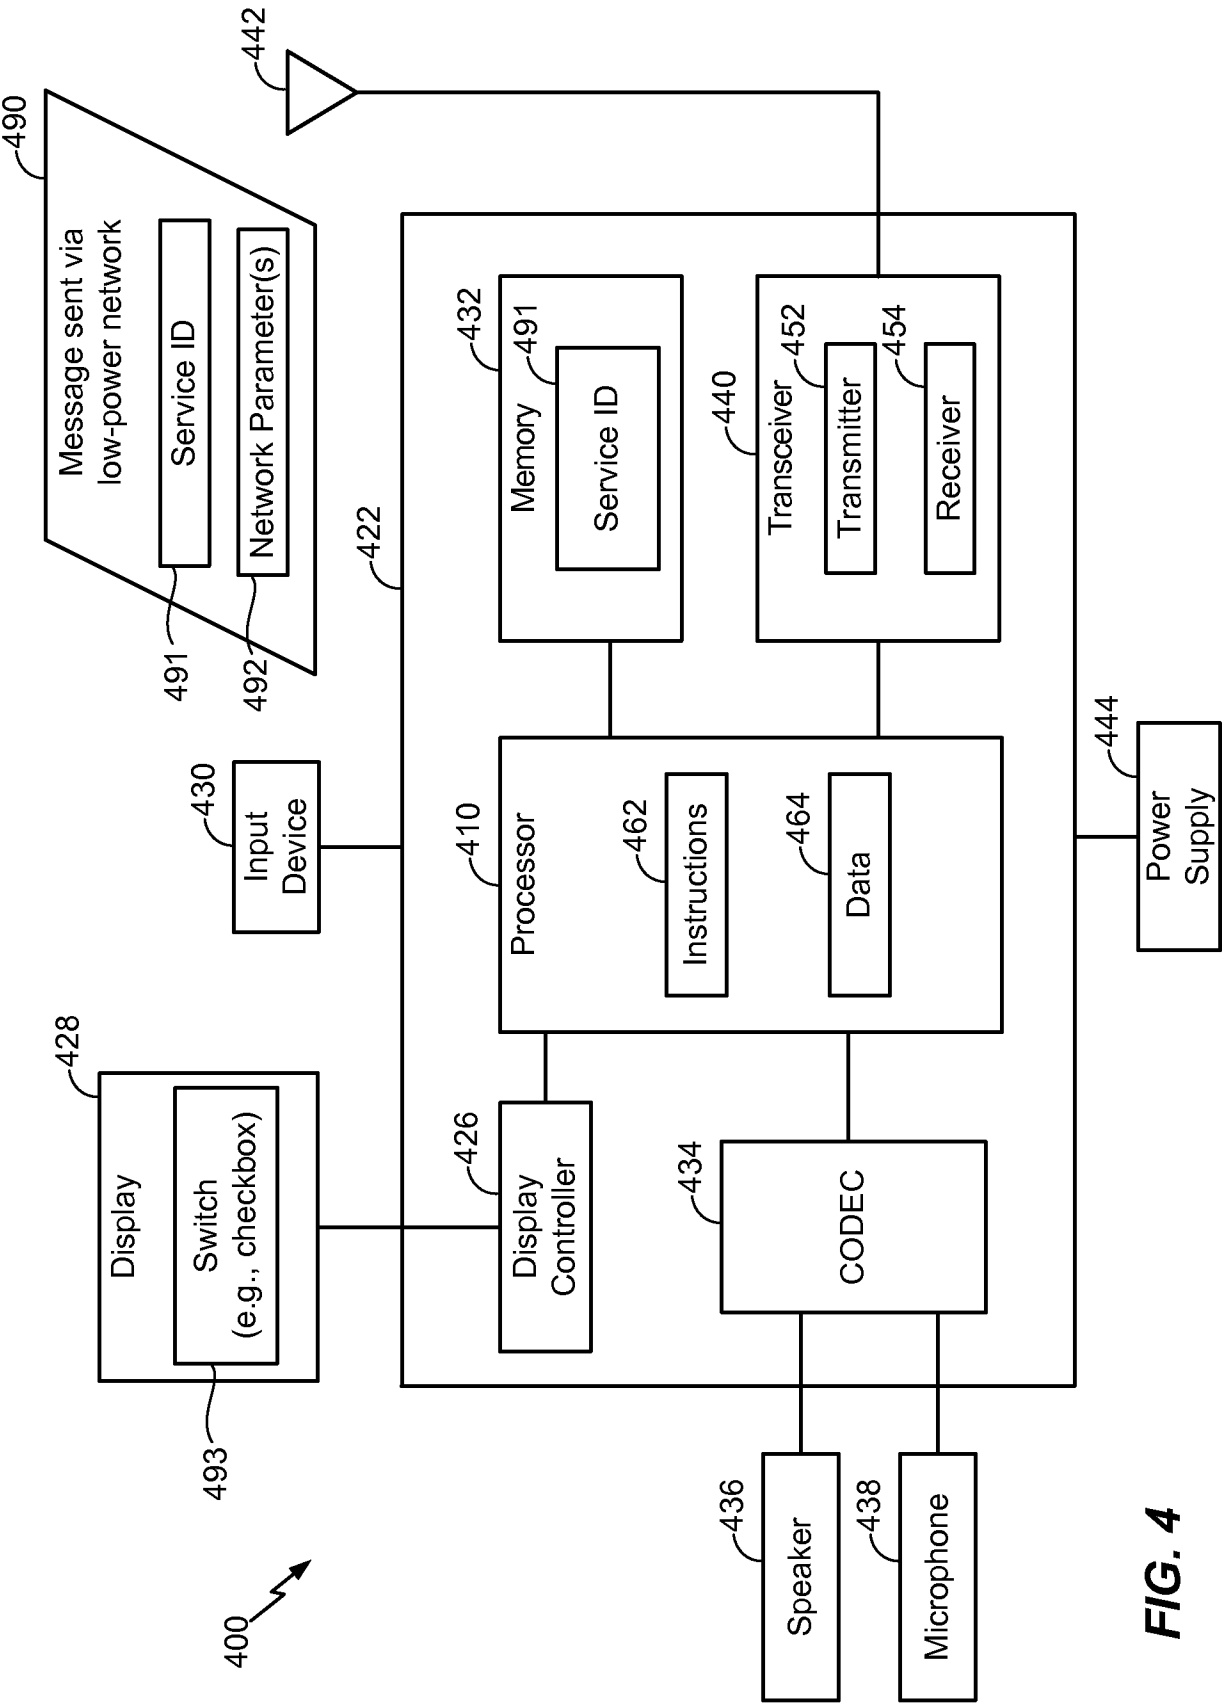 400
490
Message sent via
low-power network
491
Service ID
492
Network Parameter(s)
442
428
Display
Switch
(e.g., checkbox)
493
430
Input
Device
422
426
Display
Controller
410
Processor
462
Instructions
464
Data
432
Memory
491
Service ID
440
Transceiver
452
Transmitter
454
Receiver
434
CODEC
436
Speaker
438
Microphone
444
Power
Supply
FIG. 4